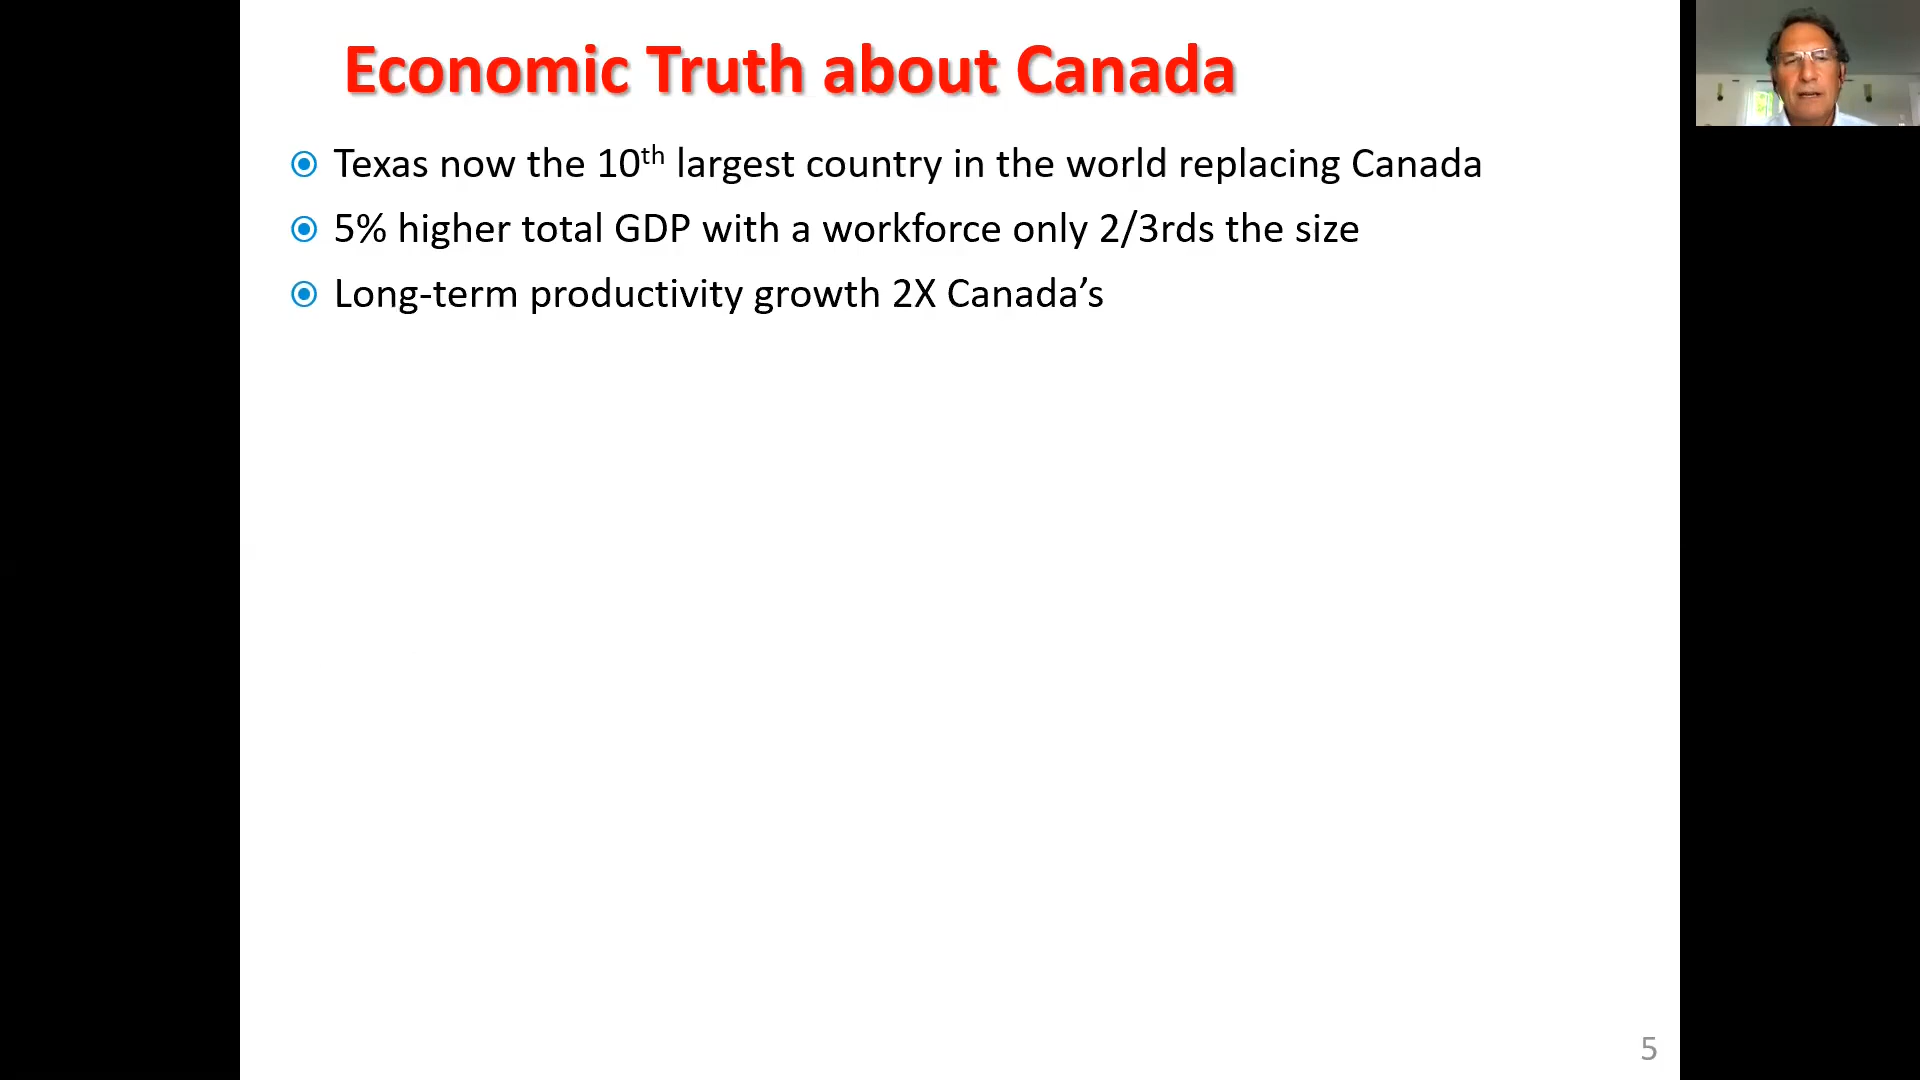 Economic Truth about Canada
Texas now the 10th largest country in the world replacing Canada
5% higher total GDP with a workforce only 2/3rds the size
Long-term productivity growth 2X Canada’s
5